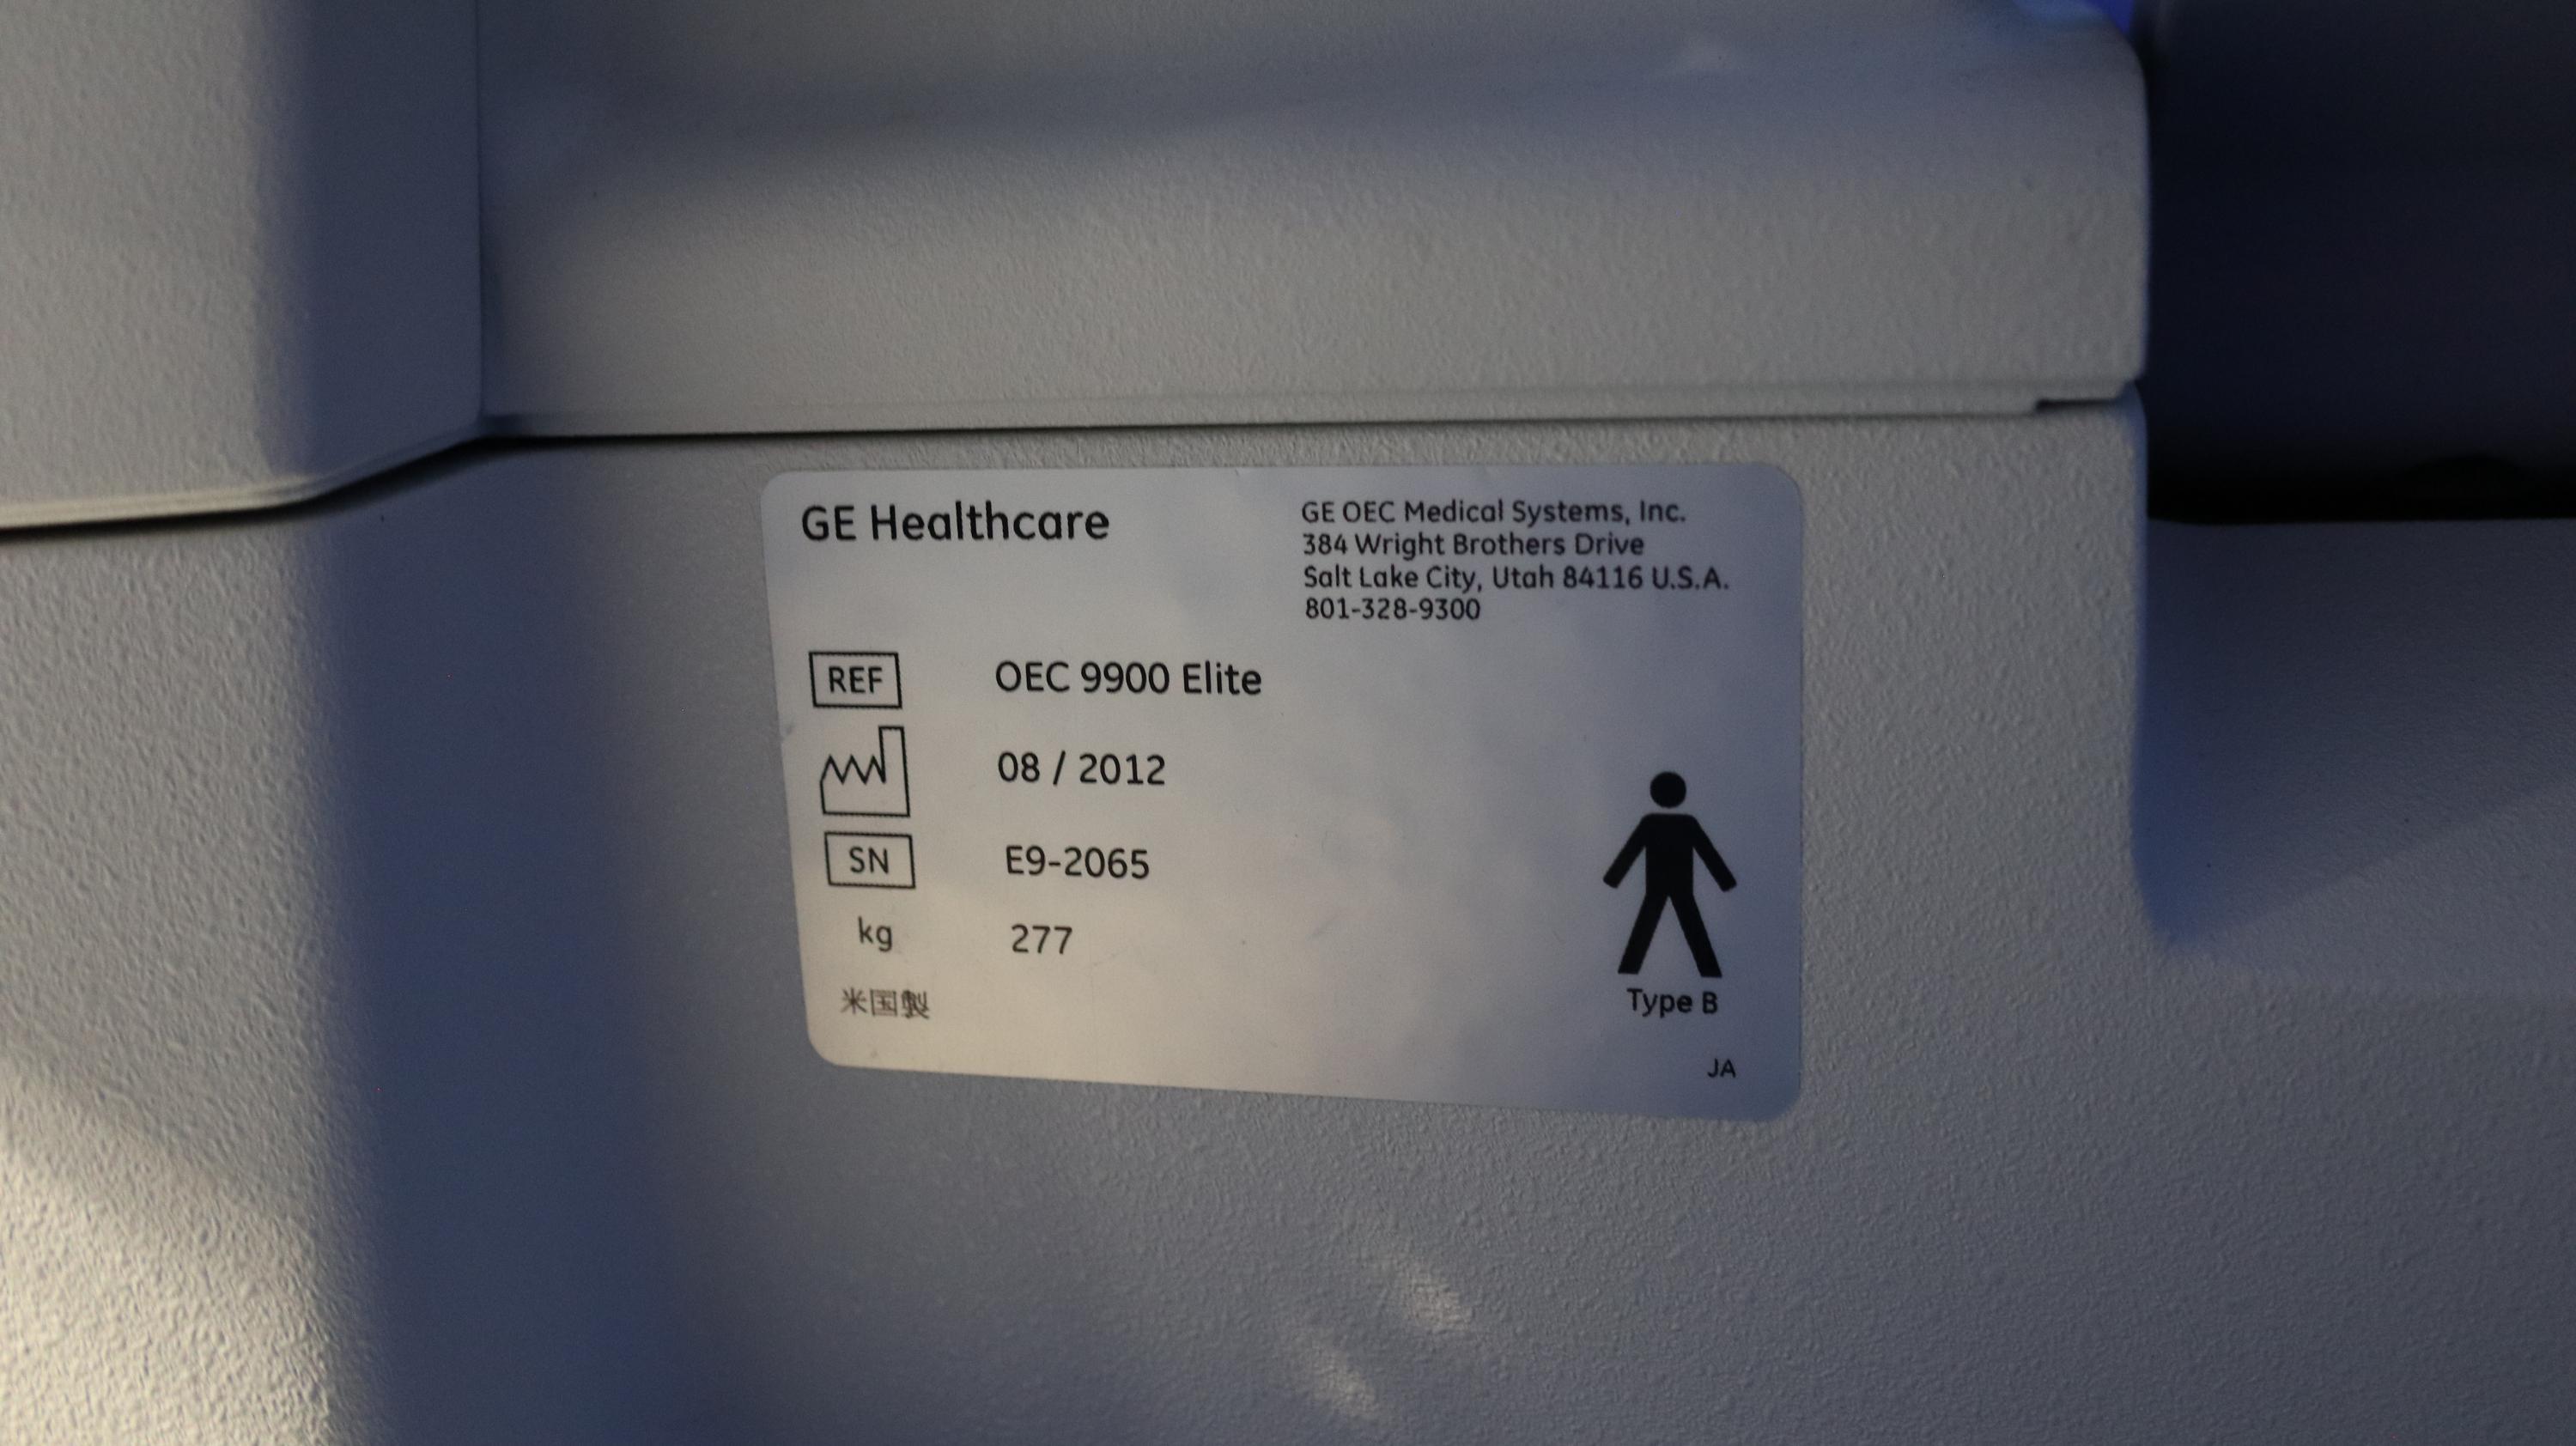 GE Healthcare
GE OEC Medical Systems, Inc.
384 Wright Brothers Drive
Salt Lake City, Utah 84116 U.S.A.
801-328-9300
REF OEC 9900 Elite
08 / 2012
SN E9-2065
kg 277
米国製
Type B
JA